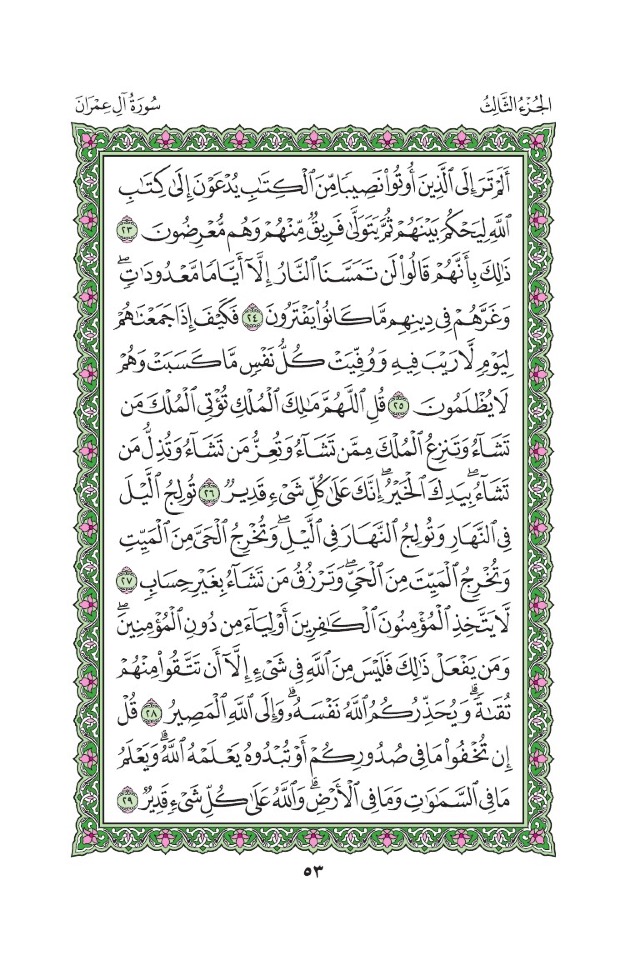 الجُزْءُ الثَّالِثُ
سُورَةُ آلِ عِمْرَانَ
أَلَمْ تَرَ إِلَى ٱلَّذِينَ أُوتُوا۟ نَصِيبًا مِّنَ ٱلْكِتَـٰبِ يُدْعَوْنَ إِلَىٰ كِتَـٰبِ
ٱللَّهِ لِيَحْكُمَ بَيْنَهُمْ ثُمَّ يَتَوَلَّىٰ فَرِيقٌ مِّنْهُمْ وَهُم مُّعْرِضُونَ ٢٣
ذَٰلِكَ بِأَنَّهُمْ قَالُوا۟ لَن تَمَسَّنَا ٱلنَّارُ إِلَّآ أَيَّامًا مَّعْدُودَٰتٍ ۖ
وَغَرَّهُمْ فِى دِينِهِم مَّا كَانُوا۟ يَفْتَرُونَ ٢٤ فَكَيْفَ إِذَا جَمَعْنَـٰهُمْ
لِيَوْمٍ لَّا رَيْبَ فِيهِ وَوُفِّيَتْ كُلُّ نَفْسٍ مَّا كَسَبَتْ وَهُمْ
لَا يُظْلَمُونَ ٢٥ قُلِ ٱللَّهُمَّ مَـٰلِكَ ٱلْمُلْكِ تُؤْتِى ٱلْمُلْكَ مَن
تَشَآءُ وَتَنزِعُ ٱلْمُلْكَ مِمَّن تَشَآءُ وَتُعِزُّ مَن تَشَآءُ وَتُذِلُّ مَن
تَشَآءُ ۖ بِيَدِكَ ٱلْخَيْرُ ۖ إِنَّكَ عَلَىٰ كُلِّ شَىْءٍ قَدِيرٌ ٢٦ تُولِجُ ٱلَّيْلَ
فِى ٱلنَّهَارِ وَتُولِجُ ٱلنَّهَارَ فِى ٱلَّيْلِ ۖ وَتُخْرِجُ ٱلْحَىَّ مِنَ ٱلْمَيِّتِ
وَتُخْرِجُ ٱلْمَيِّتَ مِنَ ٱلْحَىِّ ۖ وَتَرْزُقُ مَن تَشَآءُ بِغَيْرِ حِسَابٍ ٢٧
لَّا يَتَّخِذِ ٱلْمُؤْمِنُونَ ٱلْكَـٰفِرِينَ أَوْلِيَآءَ مِن دُونِ ٱلْمُؤْمِنِينَ ۖ
وَمَن يَفْعَلْ ذَٰلِكَ فَلَيْسَ مِنَ ٱللَّهِ فِى شَىْءٍ إِلَّآ أَن تَتَّقُوا۟ مِنْهُمْ
تُقَىٰةً ۗ وَيُحَذِّرُكُمُ ٱللَّهُ نَفْسَهُۥ ۗ وَإِلَى ٱللَّهِ ٱلْمَصِيرُ ٢٨ قُلْ
إِن تُخْفُوا۟ مَا فِى صُدُورِكُمْ أَوْ تُبْدُوهُ يَعْلَمْهُ ٱللَّهُ ۗ وَيَعْلَمُ
مَا فِى ٱلسَّمَـٰوَٰتِ وَمَا فِى ٱلْأَرْضِ ۗ وَٱللَّهُ عَلَىٰ كُلِّ شَىْءٍ قَدِيرٌ ٢٩
٥٣